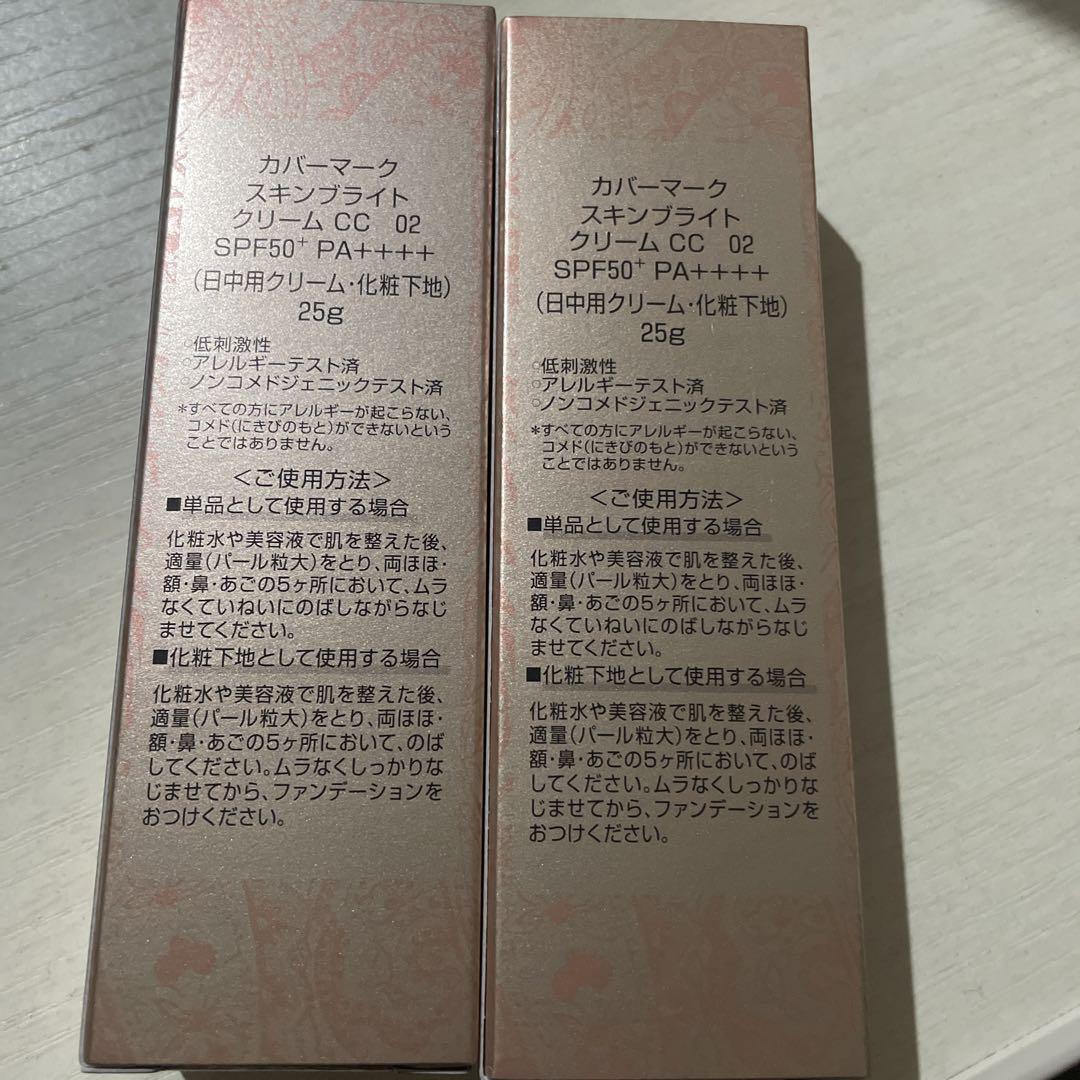 カバーマーク
スキンブライト
クリーム CC 02
SPF50+ PA++++
(日中用クリーム・化粧下地)
25g
○低刺激性
○アレルギーテスト済
ノンコメドジェニックテスト済
*すべての方にアレルギーが起こらない、
コメド(にきびのもと)ができないという
ことではありません。
<ご使用方法>
■単品として使用する場合
化粧水や美容液で肌を整えた後、
適量(パール粒大)をとり、両ほほ・
額・鼻・あごの5ヶ所において、ムラ
なくていねいにのばしながらなじ
ませてください。
■化粧下地として使用する場合
化粧水や美容液で肌を整えた後、
適量(パール粒大)をとり、両ほほ・
額・鼻・あごの5ヶ所において、のば
してください。ムラなくしっかりな
じませてから、ファンデーションを
おつけください。
カバーマーク
スキンブライト
クリーム CC 02
SPF50+ PA++++
(日中用クリーム・化粧下地)
25g
○低刺激性
○アレルギーテスト済
○ノンコメドジェニックテスト済
*すべての方にアレルギーが起こらない、
コメド(にきびのもと)ができないという
ことではありません。
<ご使用方法>
■単品として使用する場合
化粧水や美容液で肌を整えた後、
適量(パール粒大)をとり、両ほほ・
額・鼻・あごの5ヶ所において、ムラ
なくていねいにのばしながらなじ
ませてください。
■化粧下地として使用する場合
化粧水や美容液で肌を整えた後、
適量(パール粒大)をとり、両ほほ・
額・鼻・あごの5ヶ所において、のば
してください。ムラなくしっかりな
じませてから、ファンデーションを
おつけください。